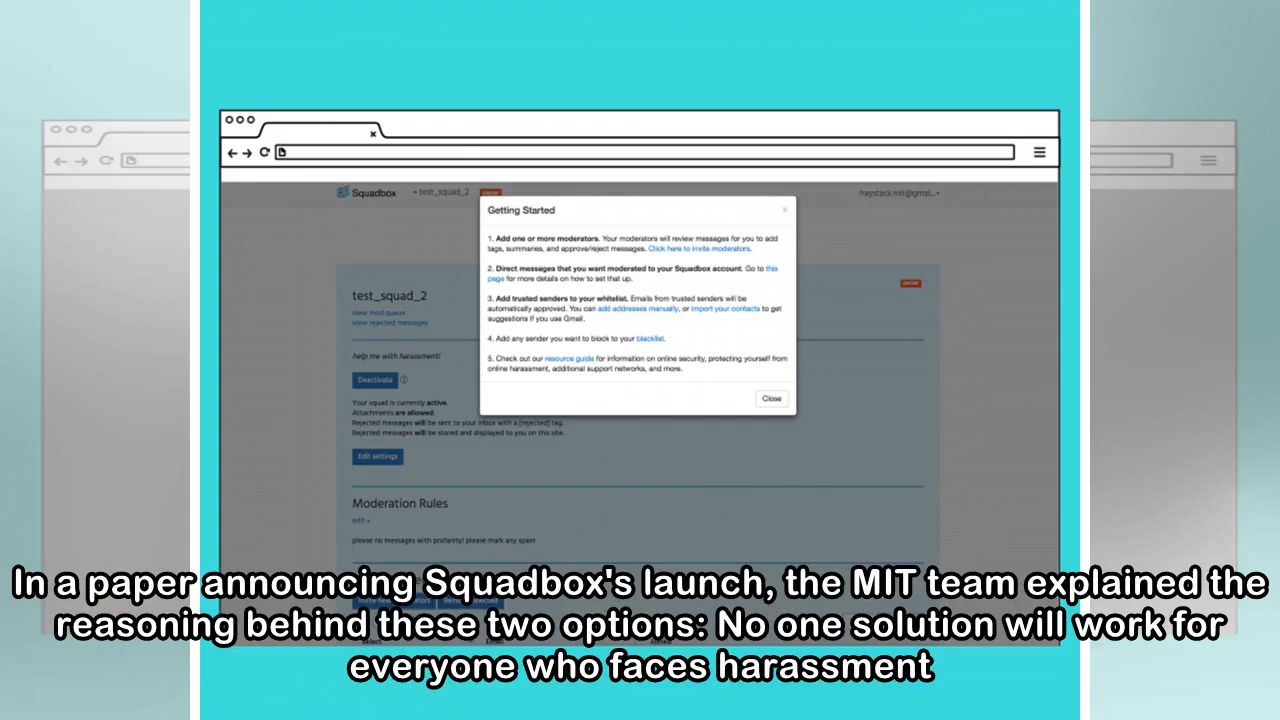 Squadbox
test_squad_2
owner
haystack.mit@gmai...
Getting Started
1. Add one or more moderators. Your moderators will review messages for you to add
tags, summaries, and approve/reject messages. Click here to invite moderators.
2. Direct messages that you want moderated to your Squadbox account. Go to this
page for more details on how to set that up.
3. Add trusted senders to your whitelist. Emails from trusted senders will be
automatically approved. You can add addresses manually, or import your contacts to get
suggestions if you use Gmail.
4. Add any sender you want to block to your blacklist.
5. Check out our resource guide for information on online security, protecting yourself from
online harassment, additional support networks, and more.
Close
owner
test_squad_2
view mod queue
view rejected messages
help me with harassment!
Deactivate
Your squad is currently active.
Attachments are allowed.
Rejected messages will be sent to your inbox with a [rejected] tag.
Rejected messages will be stored and displayed to you on this site.
Edit settings
Moderation Rules
edit »
please no messages with profanity! please mark any spam
In a paper announcing Squadbox's launch, the MIT team explained the
reasoning behind these two options: No one solution will work for
everyone who faces harassment